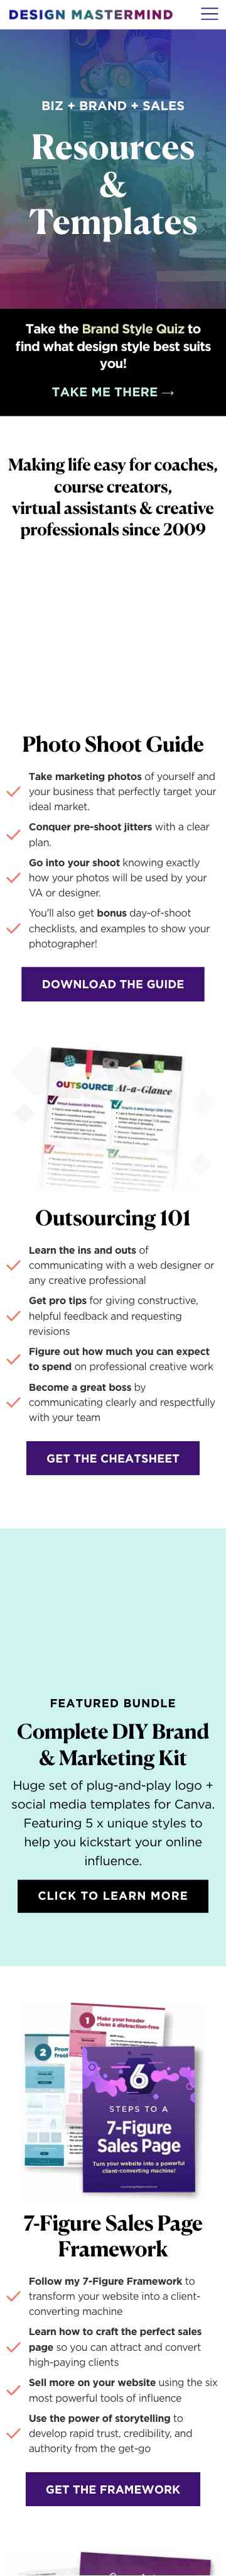 DESIGN MASTERMIND
BIZ + BRAND + SALES
Resources
&
Templates
Take the Brand Style Quiz to
find what design style best suits
you!
TAKE ME THERE →
Making life easy for coaches,
course creators,
virtual assistants & creative
professionals since 2009
Photo Shoot Guide
Take marketing photos of yourself and
your business that perfectly target your
ideal market.
Conquer pre-shoot jitters with a clear
plan.
Go into your shoot knowing exactly
how your photos will be used by your
VA or designer.
You'll also get bonus day-of-shoot
checklists, and examples to show your
photographer!
DOWNLOAD THE GUIDE
OUTSOURCE At-a-Glance
Outsourcing 101
Learn the ins and outs of
communicating with a web designer or
any creative professional
Get pro tips for giving constructive,
helpful feedback and requesting
revisions
Figure out how much you can expect
to spend on professional creative work
Become a great boss by
communicating clearly and respectfully
with your team
GET THE CHEATSHEET
FEATURED BUNDLE
Complete DIY Brand
& Marketing Kit
Huge set of plug-and-play logo +
social media templates for Canva.
Featuring 5 x unique styles to
help you kickstart your online
influence.
CLICK TO LEARN MORE
1 Make your header
clean & distraction-free
2
6
STEPS TO A
7-Figure
Sales Page
Turn your website into a powerful
client-converting machine!
7-Figure Sales Page
Framework
Follow my 7-Figure Framework to
transform your website into a client-
converting machine
Learn how to craft the perfect sales
page so you can attract and convert
high-paying clients
Sell more on your website using the six
most powerful tools of influence
Use the power of storytelling to
develop rapid trust, credibility, and
authority from the get-go
GET THE FRAMEWORK